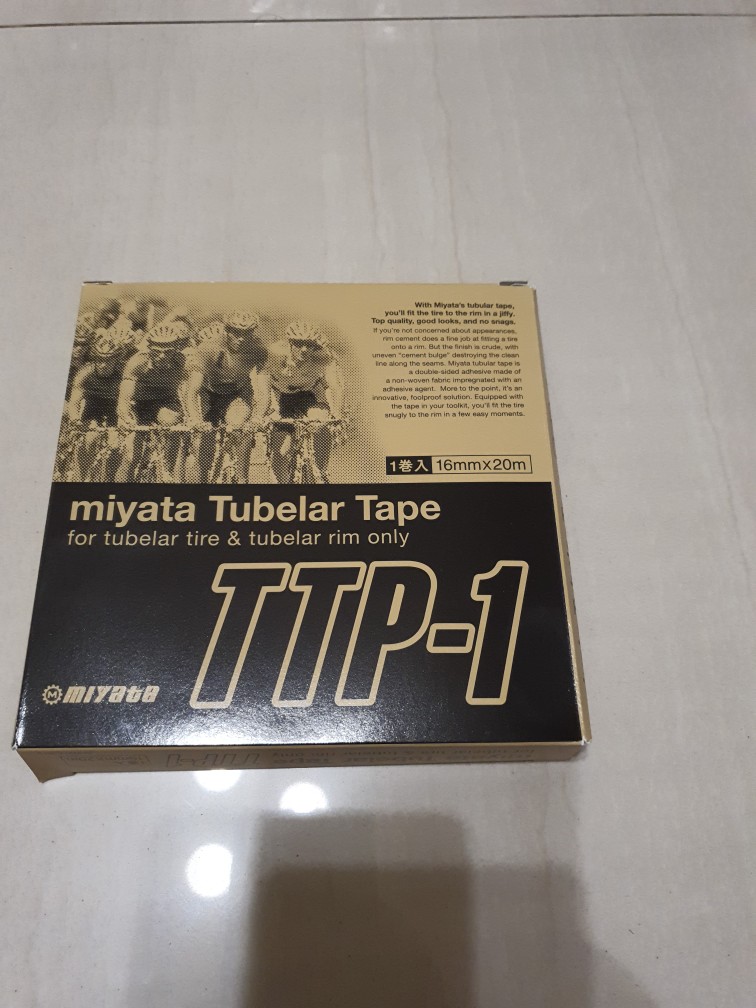 With Miyata's tubular tape,
you'll fit the tire to the rim in a jiffy.
Top quality, good looks, and no snags.
If you're not concerned about appearances,
rim cement does a fine job at fitting a tire
onto a rim. But the finish is crude, with
uneven "cement bulge" destroying the clean
line along the seams. Miyata tubular tape is
a double-sided adhesive made of
a non-woven fabric impregnated with an
adhesive agent. More to the point, it's an
innovative, foolproof solution. Equipped with
the tape in your toolkit, you'll fit the tire
snugly to the rim in a few easy moments.
1巻入 16mm×20m
miyata Tubelar Tape
for tubelar tire & tubelar rim only
TTP-1
M miyata